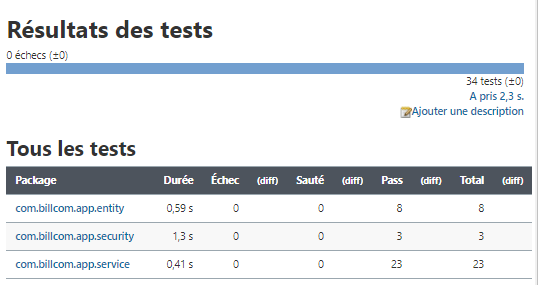 Résultats des tests
0 échecs (±0)
34 tests (±0)
A pris 2,3 s.
Ajouter une description
Tous les tests
Package Durée Échec (diff) Sauté (diff) Pass (diff) Total (diff)
com.billcom.app.entity 0,59 s 0 0 8 8
com.billcom.app.security 1,3 s 0 0 3 3
com.billcom.app.service 0,41 s 0 0 23 23